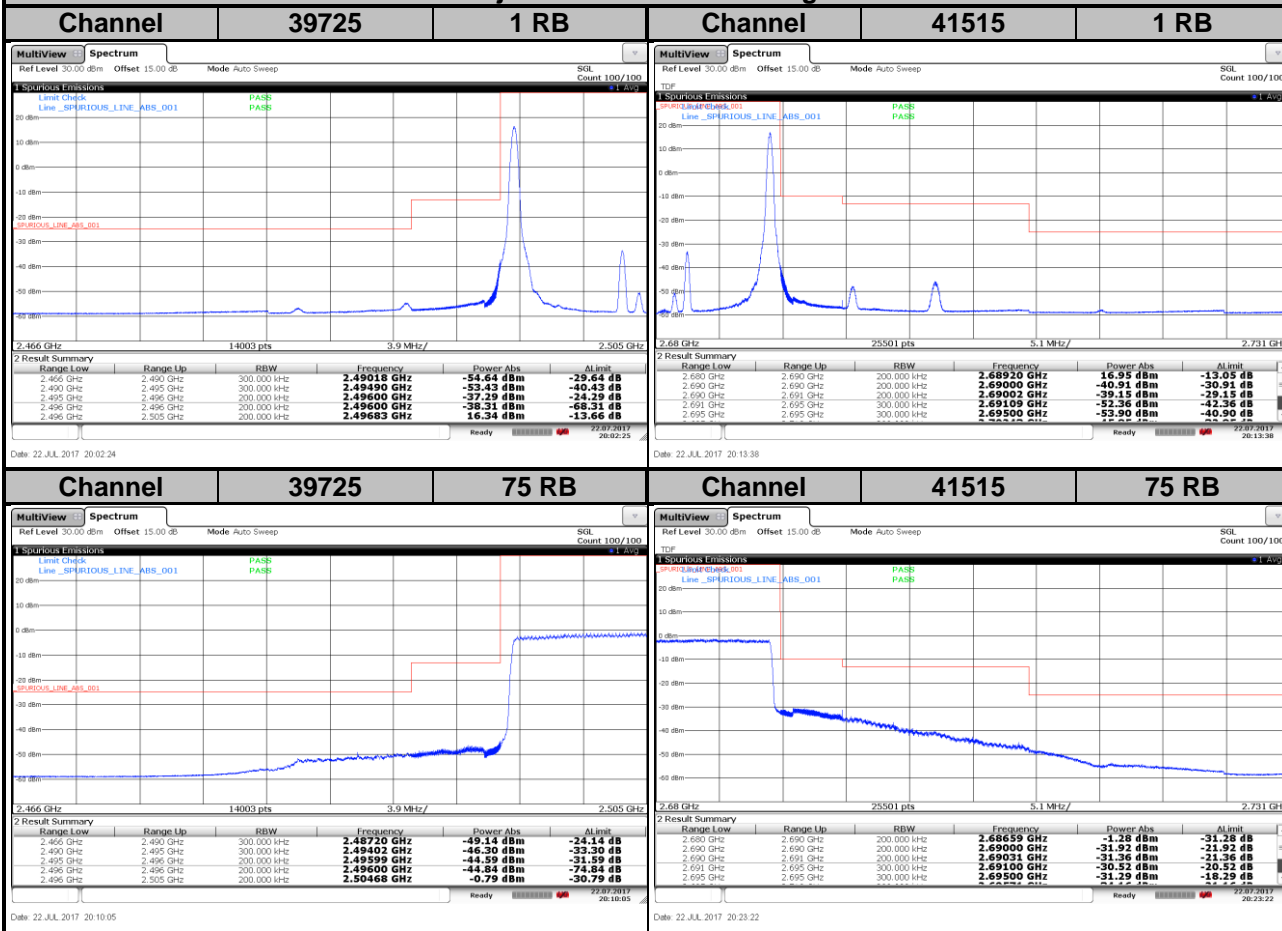 Channel 39725 1 RB Channel 41515 1 RB
MultiView Spectrum
Ref Level 30.00 dBm Offset 15.00 dB Mode Auto Sweep SGL
Count 100/100
1 Spurious Emissions 1 Avg
Limit Check PASS
Line _SPURIOUS_LINE_ABS_001 PASS
20 dBm
10 dBm
0 dBm
-10 dBm
-20 dBm
_SPURIOUS_LINE_ABS_001
-30 dBm
-40 dBm
-50 dBm
-60 dBm
2.466 GHz 14003 pts 3.9 MHz/ 2.505 GHz
2 Result Summary
Range Low Range Up RBW Frequency Power Abs ΔLimit
2.466 GHz 2.490 GHz 300.000 kHz 2.49018 GHz -54.64 dBm -29.64 dB
2.490 GHz 2.495 GHz 300.000 kHz 2.49490 GHz -53.43 dBm -40.43 dB
2.495 GHz 2.496 GHz 200.000 kHz 2.49600 GHz -37.29 dBm -24.29 dB
2.496 GHz 2.496 GHz 200.000 kHz 2.49600 GHz -38.31 dBm -68.31 dB
2.496 GHz 2.505 GHz 200.000 kHz 2.49683 GHz 16.34 dBm -13.66 dB
Ready 22.07.2017
20:02:25
Date: 22.JUL.2017 20:02:24
MultiView Spectrum
Ref Level 30.00 dBm Offset 15.00 dB Mode Auto Sweep SGL
Count 100/100
TDF
1 Spurious Emissions 1 Avg
PASS
Line _SPURIOUS_LINE_ABS_001 PASS
20 dBm
10 dBm
0 dBm
-10 dBm
-20 dBm
-30 dBm
-40 dBm
-50 dBm
-60 dBm
2.68 GHz 25501 pts 5.1 MHz/ 2.731 GHz
2 Result Summary
Range Low Range Up RBW Frequency Power Abs ΔLimit
2.680 GHz 2.690 GHz 200.000 kHz 2.68920 GHz 16.95 dBm -13.05 dB
2.690 GHz 2.690 GHz 200.000 kHz 2.69000 GHz -40.91 dBm -30.91 dB
2.690 GHz 2.691 GHz 200.000 kHz 2.69002 GHz -39.15 dBm -29.15 dB
2.691 GHz 2.695 GHz 300.000 kHz 2.69109 GHz -52.36 dBm -42.36 dB
2.695 GHz 2.695 GHz 300.000 kHz 2.69500 GHz -53.90 dBm -40.90 dB
Ready 22.07.2017
20:13:38
Date: 22.JUL.2017 20:13:38
Channel 39725 75 RB Channel 41515 75 RB
MultiView Spectrum
Ref Level 30.00 dBm Offset 15.00 dB Mode Auto Sweep SGL
Count 100/100
1 Spurious Emissions 1 Avg
Limit Check PASS
Line _SPURIOUS_LINE_ABS_001 PASS
20 dBm
10 dBm
0 dBm
-10 dBm
-20 dBm
_SPURIOUS_LINE_ABS_001
-30 dBm
-40 dBm
-50 dBm
-60 dBm
2.466 GHz 14003 pts 3.9 MHz/ 2.505 GHz
2 Result Summary
Range Low Range Up RBW Frequency Power Abs ΔLimit
2.466 GHz 2.490 GHz 300.000 kHz 2.48720 GHz -49.14 dBm -24.14 dB
2.490 GHz 2.495 GHz 300.000 kHz 2.49402 GHz -46.30 dBm -33.30 dB
2.495 GHz 2.496 GHz 200.000 kHz 2.49599 GHz -44.59 dBm -31.59 dB
2.496 GHz 2.496 GHz 200.000 kHz 2.49600 GHz -44.84 dBm -74.84 dB
2.496 GHz 2.505 GHz 200.000 kHz 2.50468 GHz -0.79 dBm -30.79 dB
Ready 22.07.2017
20:10:05
Date: 22.JUL.2017 20:10:05
MultiView Spectrum
Ref Level 30.00 dBm Offset 15.00 dB Mode Auto Sweep SGL
Count 100/100
TDF
1 Spurious Emissions 1 Avg
PASS
Line _SPURIOUS_LINE_ABS_001 PASS
20 dBm
10 dBm
0 dBm
-10 dBm
-20 dBm
-30 dBm
-40 dBm
-50 dBm
-60 dBm
2.68 GHz 25501 pts 5.1 MHz/ 2.731 GHz
2 Result Summary
Range Low Range Up RBW Frequency Power Abs ΔLimit
2.680 GHz 2.690 GHz 200.000 kHz 2.68659 GHz -1.28 dBm -31.28 dB
2.690 GHz 2.690 GHz 200.000 kHz 2.69000 GHz -31.92 dBm -21.92 dB
2.690 GHz 2.691 GHz 200.000 kHz 2.69031 GHz -31.36 dBm -21.36 dB
2.691 GHz 2.695 GHz 300.000 kHz 2.69100 GHz -30.52 dBm -20.52 dB
2.695 GHz 2.695 GHz 300.000 kHz 2.69500 GHz -31.29 dBm -18.29 dB
Ready 22.07.2017
20:23:22
Date: 22.JUL.2017 20:23:22